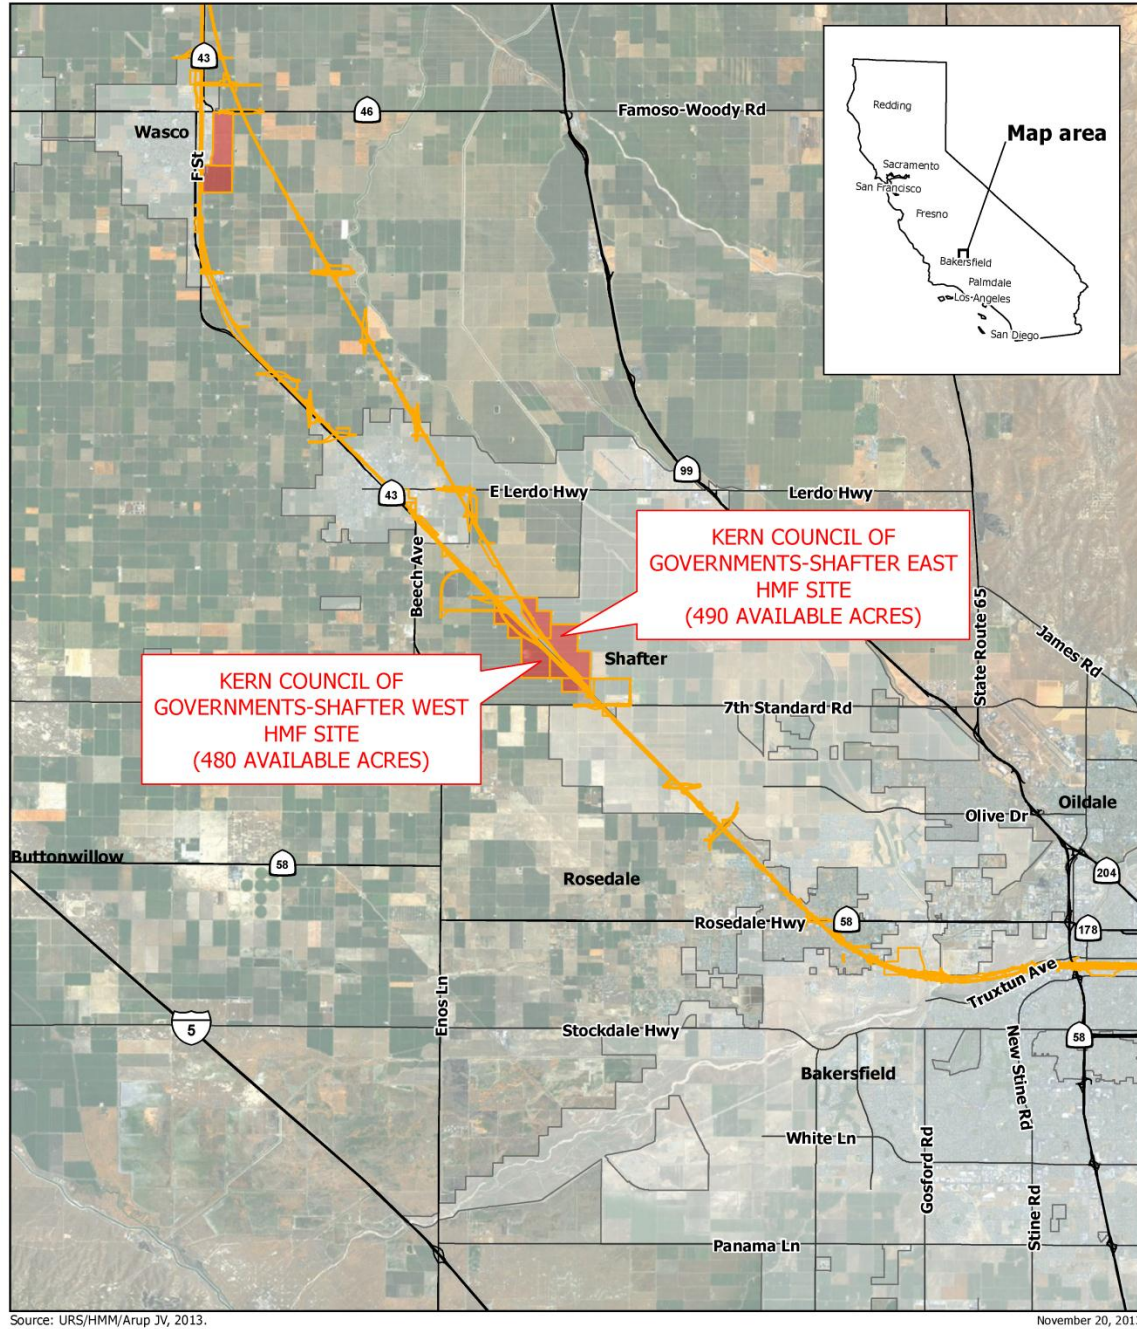 43
46
Famoso-Woody Rd
Wasco
F St
Redding
Map area
Sacramento
San Francisco
Fresno
Bakersfield
Palmdale
Los Angeles
San Diego
99
43
E Lerdo Hwy
Lerdo Hwy
Beech Ave
KERN COUNCIL OF
GOVERNMENTS-SHAFTER EAST
HMF SITE
(490 AVAILABLE ACRES)
State Route 65
James Rd
Shafter
KERN COUNCIL OF
GOVERNMENTS-SHAFTER WEST
HMF SITE
(480 AVAILABLE ACRES)
7th Standard Rd
Olive Dr
Oildale
Buttonwillow
58
Rosedale
204
Rosedale Hwy
58
178
Truxtun Ave
Enos Ln
5
Stockdale Hwy
58
New Stine Rd
Bakersfield
White Ln
Gosford Rd
Stine Rd
Panama Ln
Source: URS/HMM/Arup JV, 2013.
November 20, 201